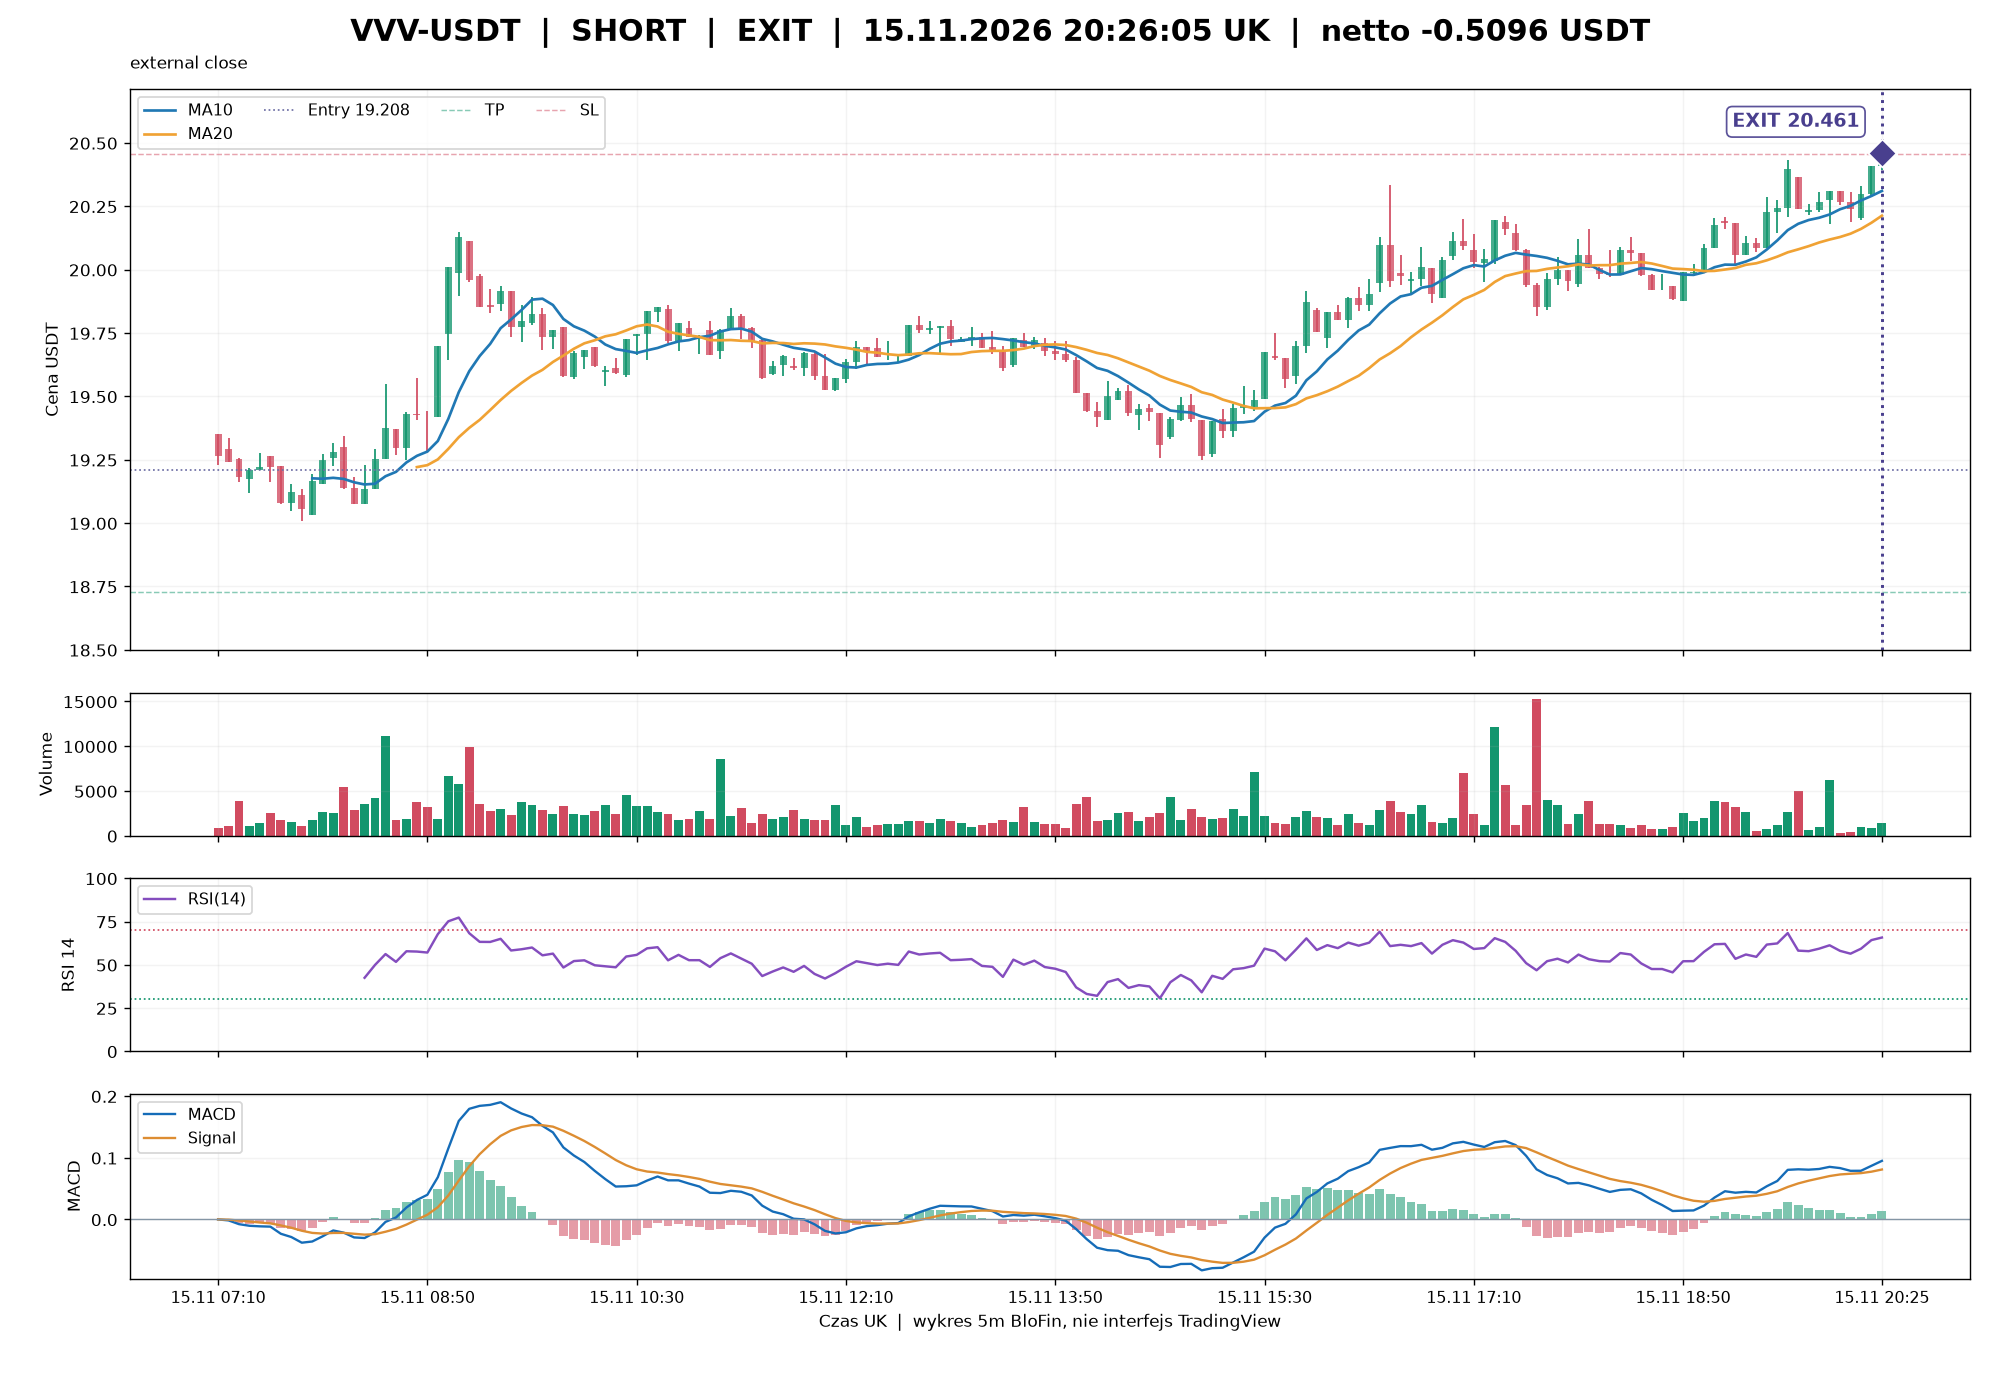 VVV-USDT | SHORT | EXIT | 15.11.2026 20:26:05 UK | netto -0.5096 USDT
external close
MA10
MA20
Entry 19.208
TP
SL
EXIT 20.461
Cena USDT
20.50
20.25
20.00
19.75
19.50
19.25
19.00
18.75
18.50
Volume
15000
10000
5000
0
RSI(14)
RSI 14
100
75
50
25
0
MACD
Signal
MACD
0.2
0.1
0.0
15.11 07:10
15.11 08:50
15.11 10:30
15.11 12:10
15.11 13:50
15.11 15:30
15.11 17:10
15.11 18:50
15.11 20:25
Czas UK | wykres 5m BloFin, nie interfejs TradingView